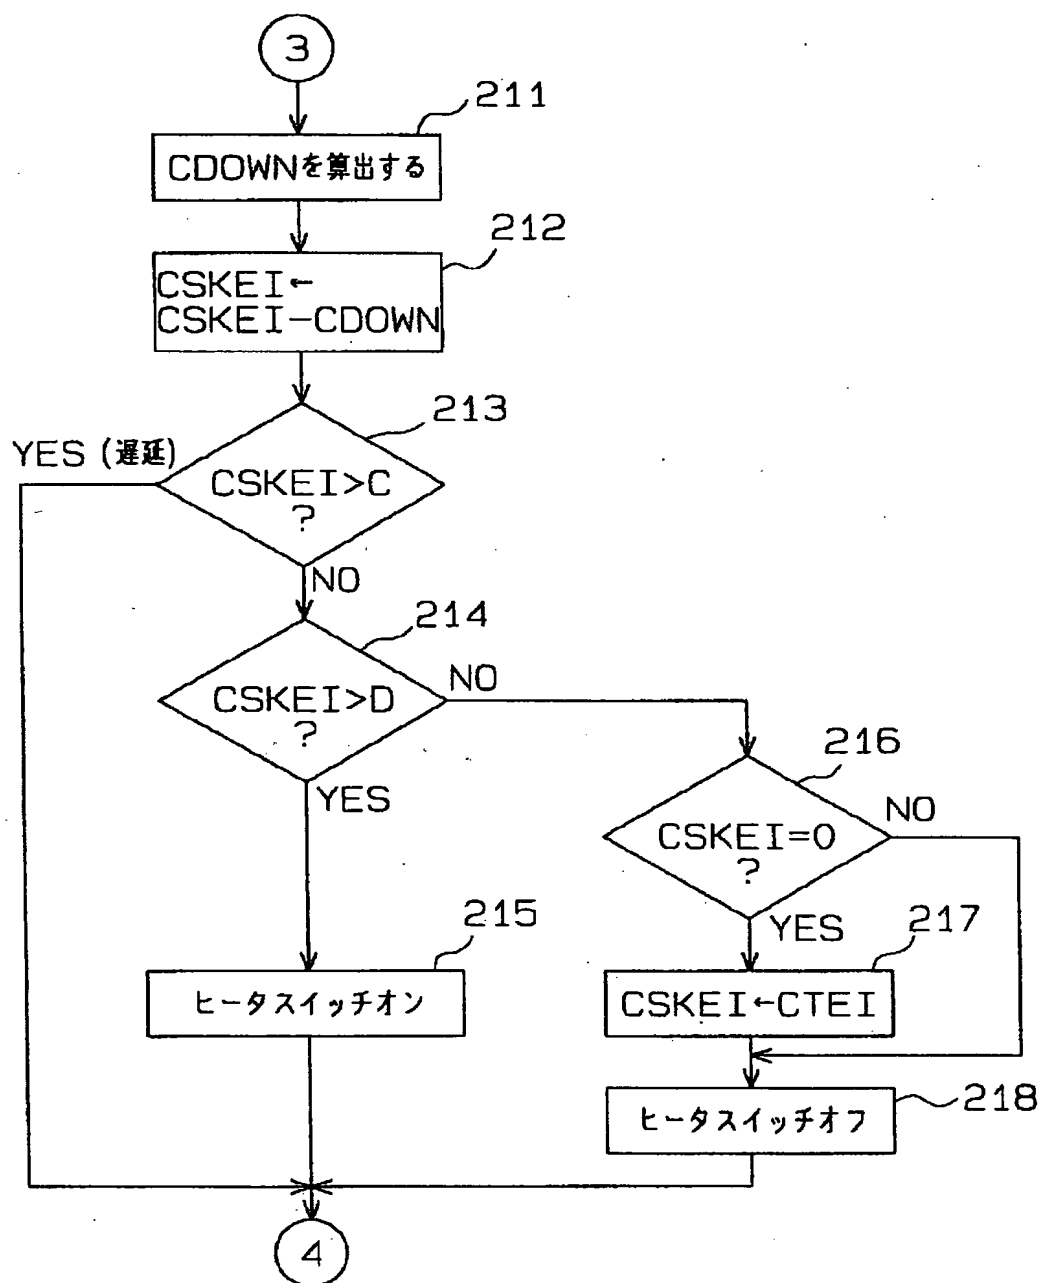 3
211
CDOWNを算出する
212
CSKEI←
CSKEI−CDOWN
213
YES (遅延)
CSKEI>C
?
NO
214
CSKEI>D
?
NO
YES
216
CSKEI=0
?
NO
YES
215
ヒータスイッチオン
217
CSKEI←CTEI
ヒータスイッチオフ
218
4